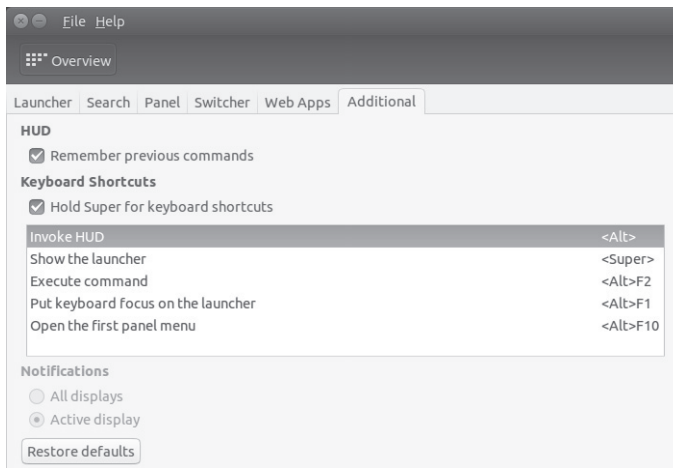 File Help
Overview
Launcher Search Panel Switcher Web Apps Additional
HUD
Remember previous commands
Keyboard Shortcuts
Hold Super for keyboard shortcuts
Invoke HUD <Alt>
Show the launcher <Super>
Execute command <Alt>F2
Put keyboard focus on the launcher <Alt>F1
Open the first panel menu <Alt>F10
Notifications
All displays
Active display
Restore defaults